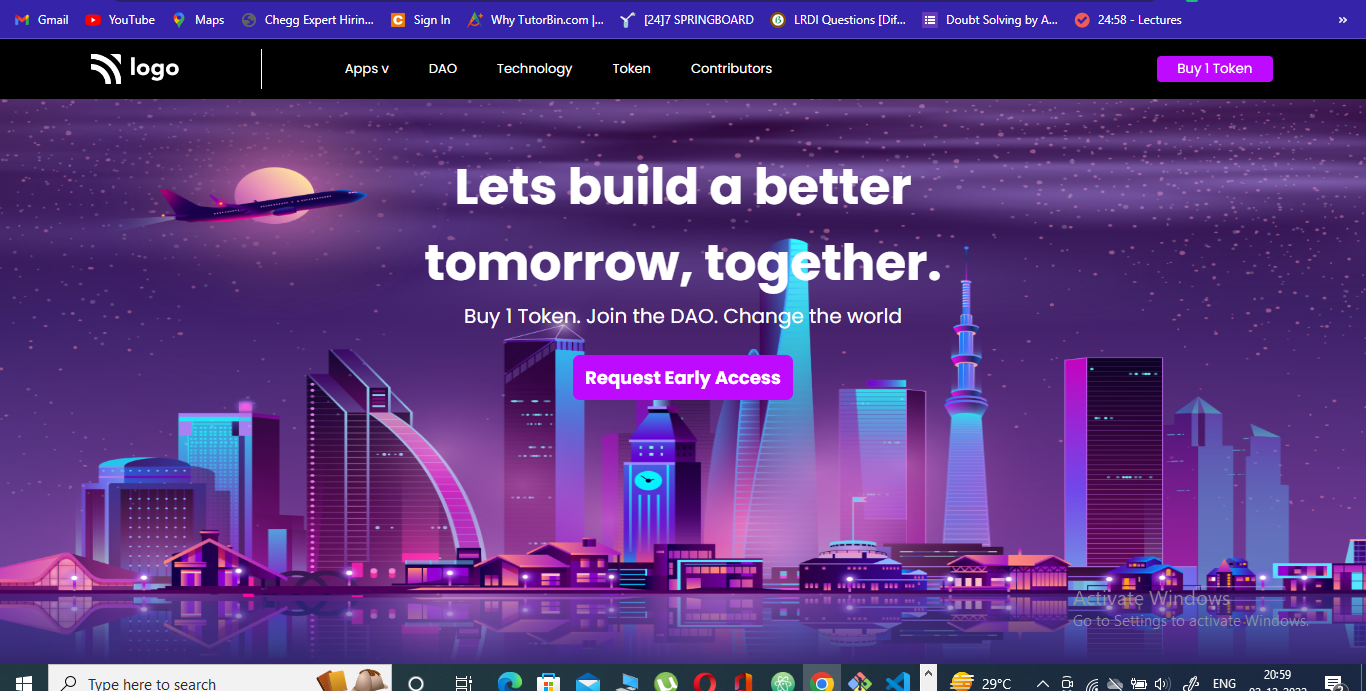 Gmail YouTube Maps Chegg Expert Hirin... Sign In Why TutorBin.com |... [24]7 SPRINGBOARD LRDI Questions [Dif... Doubt Solving by A... 24:58 - Lectures »
logo Apps v DAO Technology Token Contributors Buy 1 Token
Lets build a better
tomorrow, together.
Buy 1 Token. Join the DAO. Change the world
Request Early Access
Activate Windows
Go to Settings to activate Windows.
Type here to search 29°C ENG 20:59